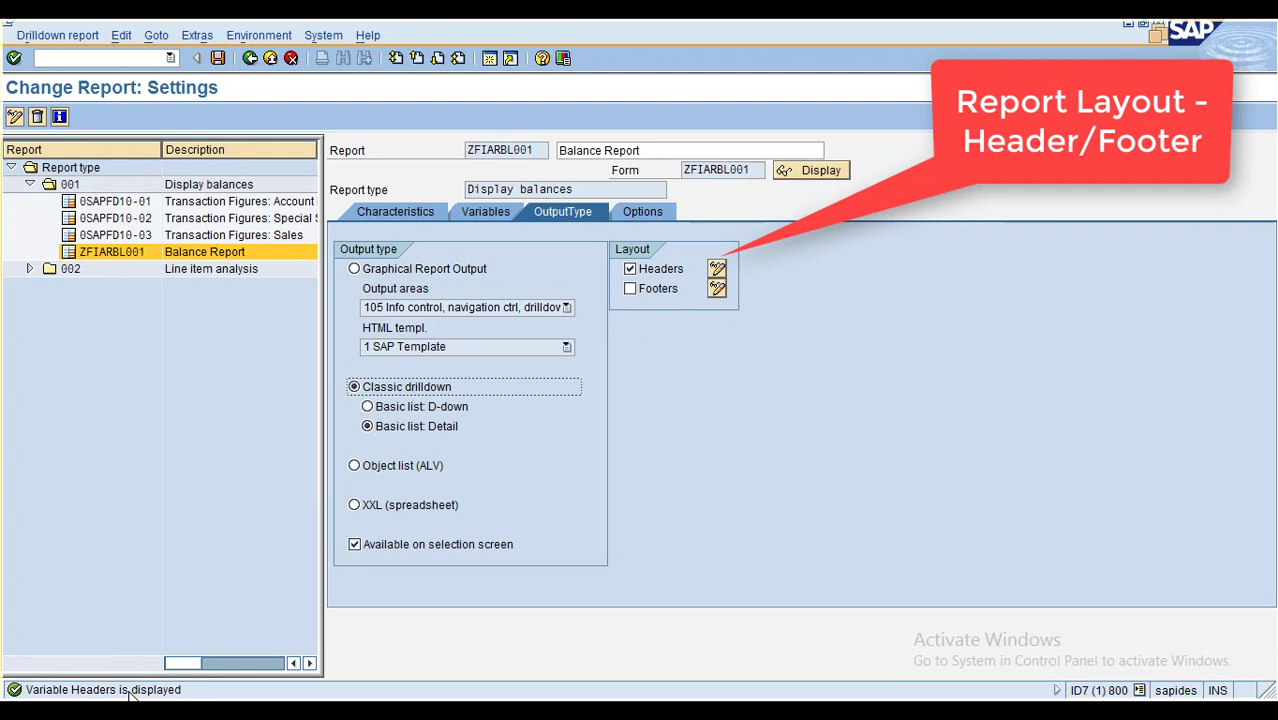 Drilldown report Edit Goto Extras Environment System Help
SAP
Change Report: Settings
Report Layout -
Header/Footer
Report Description
Report type
001 Display balances
0SAPFD10-01 Transaction Figures: Account
0SAPFD10-02 Transaction Figures: Special S
0SAPFD10-03 Transaction Figures: Sales
ZFIARBL001 Balance Report
002 Line item analysis
Report ZFIARBL001 Balance Report
Form ZFIARBL001 Display
Report type Display balances
Characteristics Variables OutputType Options
Output type
Graphical Report Output
Output areas
105 Info control, navigation ctrl, drilldov
HTML templ.
1 SAP Template
Classic drilldown
Basic list: D-down
Basic list: Detail
Object list (ALV)
XXL (spreadsheet)
Available on selection screen
Layout
Headers
Footers
Activate Windows
Go to System in Control Panel to activate Windows.
Variable Headers is displayed
ID7 (1) 800 sapides INS